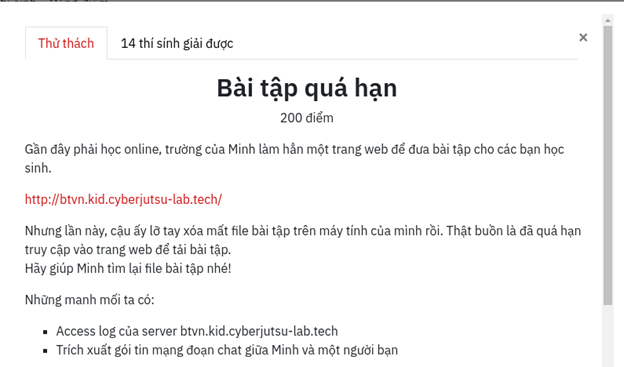 Thử thách
14 thí sính giải được
×
Bài tập quá hạn
200 điểm
Gần đây phải học online, trường của Minh làm hẳn một trang web để đưa bài tập cho các bạn học
sinh.
http://btvn.kid.cyberjutsu-lab.tech/
Nhưng lần này, cậu ấy lỡ tay xóa mất file bài tập trên máy tính của mình rồi. Thật buồn là đã quá hạn
truy cập vào trang web để tải bài tập.
Hãy giúp Minh tìm lại file bài tập nhé!
Những manh mối ta có:
Access log của server btvn.kid.cyberjutsu-lab.tech
Trích xuất gói tin mạng đoạn chat giữa Minh và một người bạn